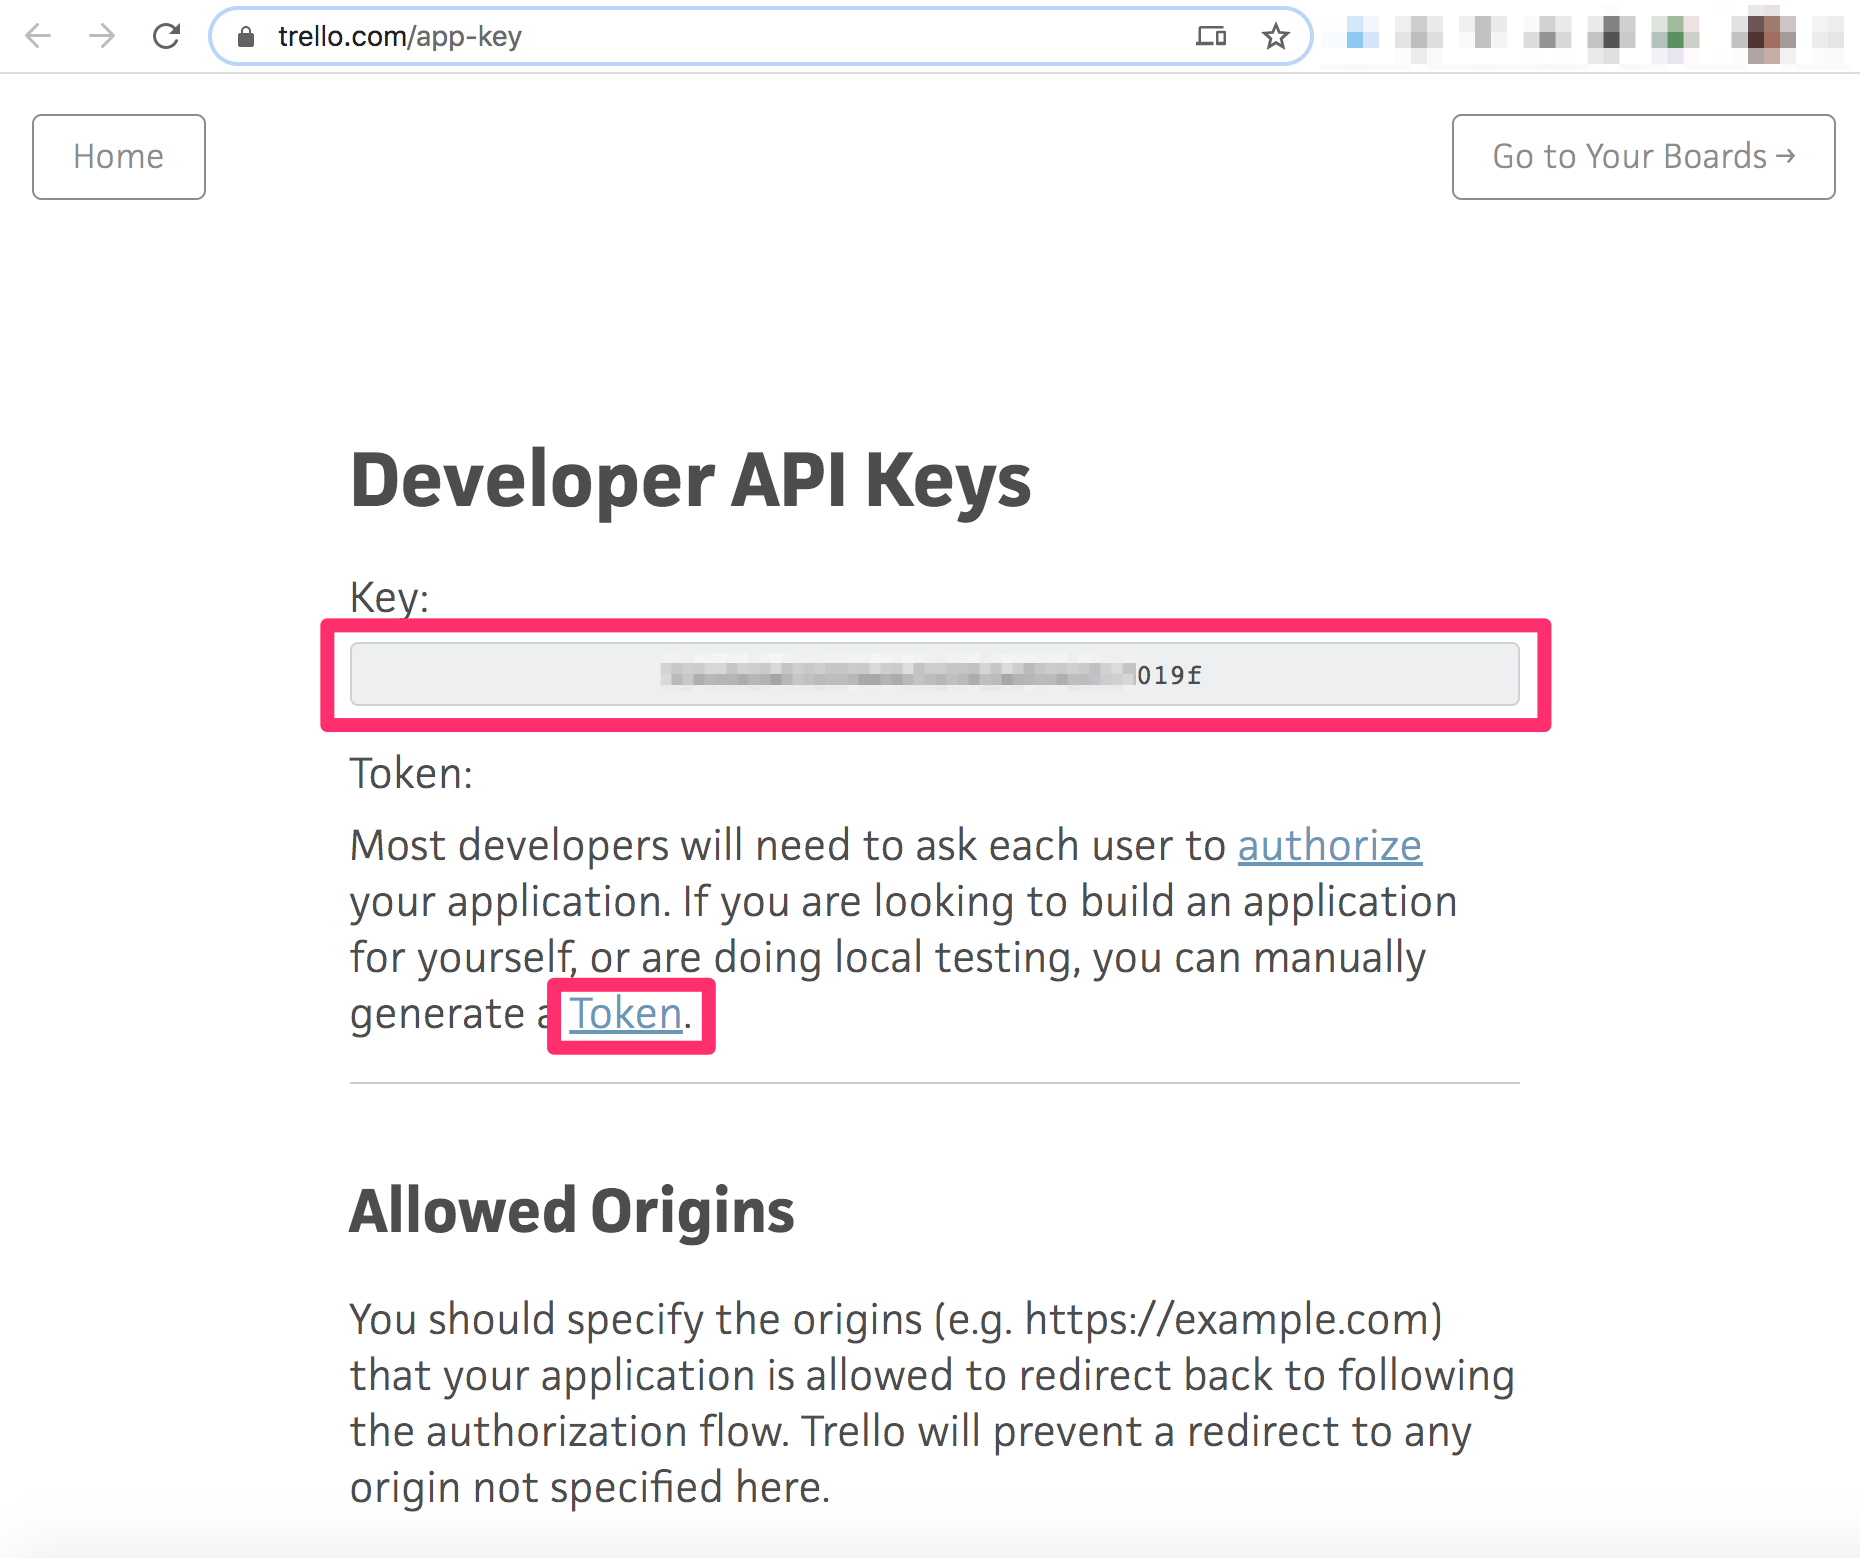 trello.com/app-key
Home
Go to Your Boards →
Developer API Keys
Key:
019f
Token:
Most developers will need to ask each user to authorize
your application. If you are looking to build an application
for yourself, or are doing local testing, you can manually
generate a Token.
Allowed Origins
You should specify the origins (e.g. https://example.com)
that your application is allowed to redirect back to following
the authorization flow. Trello will prevent a redirect to any
origin not specified here.